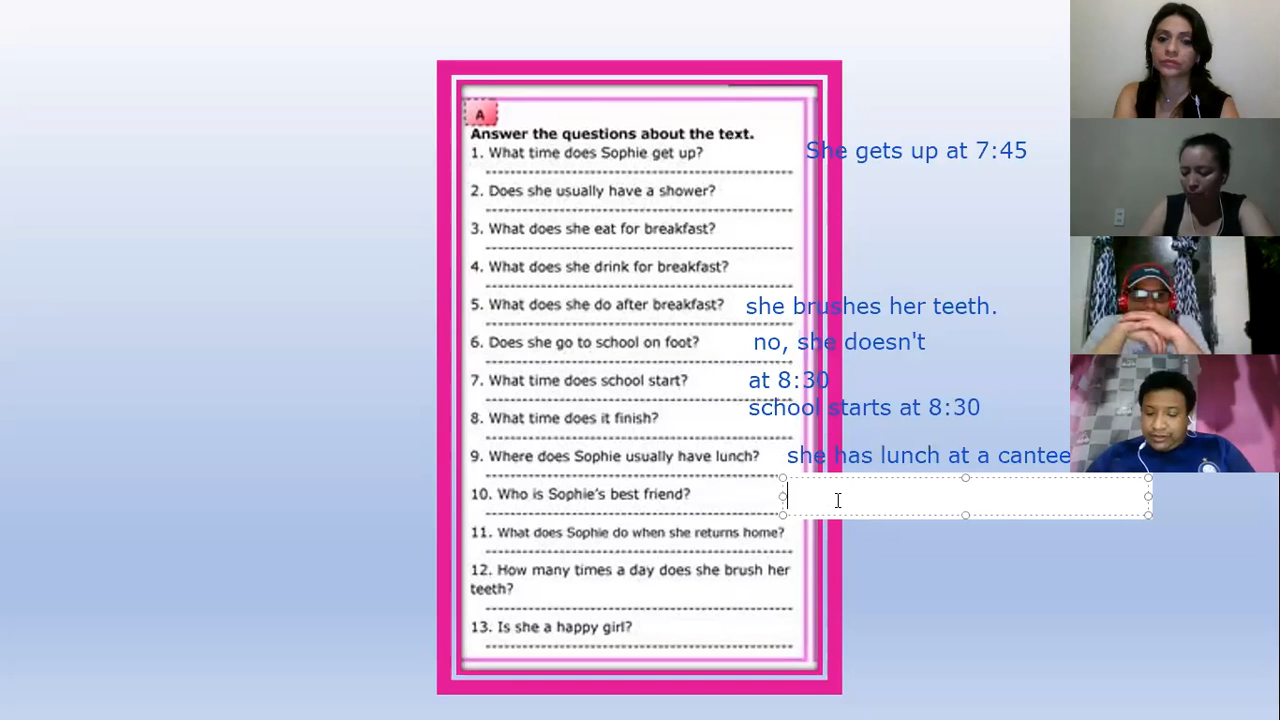 A
Answer the questions about the text.
1. What time does Sophie get up?
She gets up at 7:45
2. Does she usually have a shower?
3. What does she eat for breakfast?
4. What does she drink for breakfast?
5. What does she do after breakfast?
she brushes her teeth.
6. Does she go to school on foot?
no, she doesn't
7. What time does school start?
at 8:30
school starts at 8:30
8. What time does it finish?
9. Where does Sophie usually have lunch?
she has lunch at a cantee
10. Who is Sophie's best friend?
11. What does Sophie do when she returns home?
12. How many times a day does she brush her
teeth?
13. Is she a happy girl?